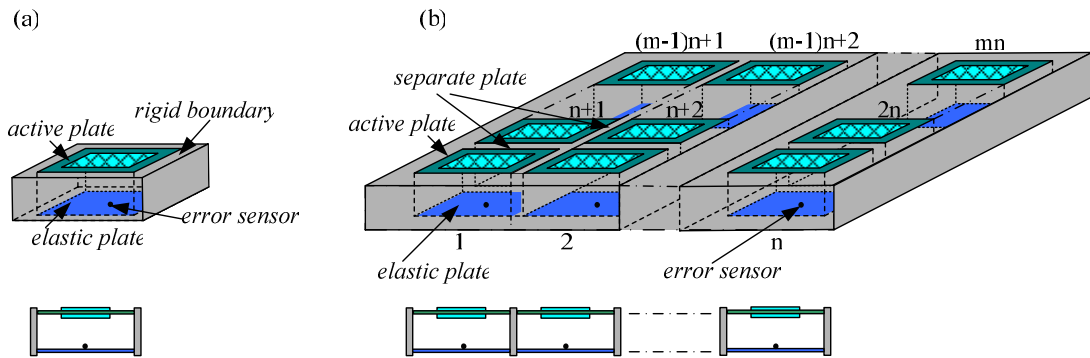 (a)
active plate
rigid boundary
elastic plate
error sensor
(b)
(m-1)n+1
(m-1)n+2
mn
separate plate
n+1
n+2
2n
active plate
1
2
n
elastic plate
error sensor